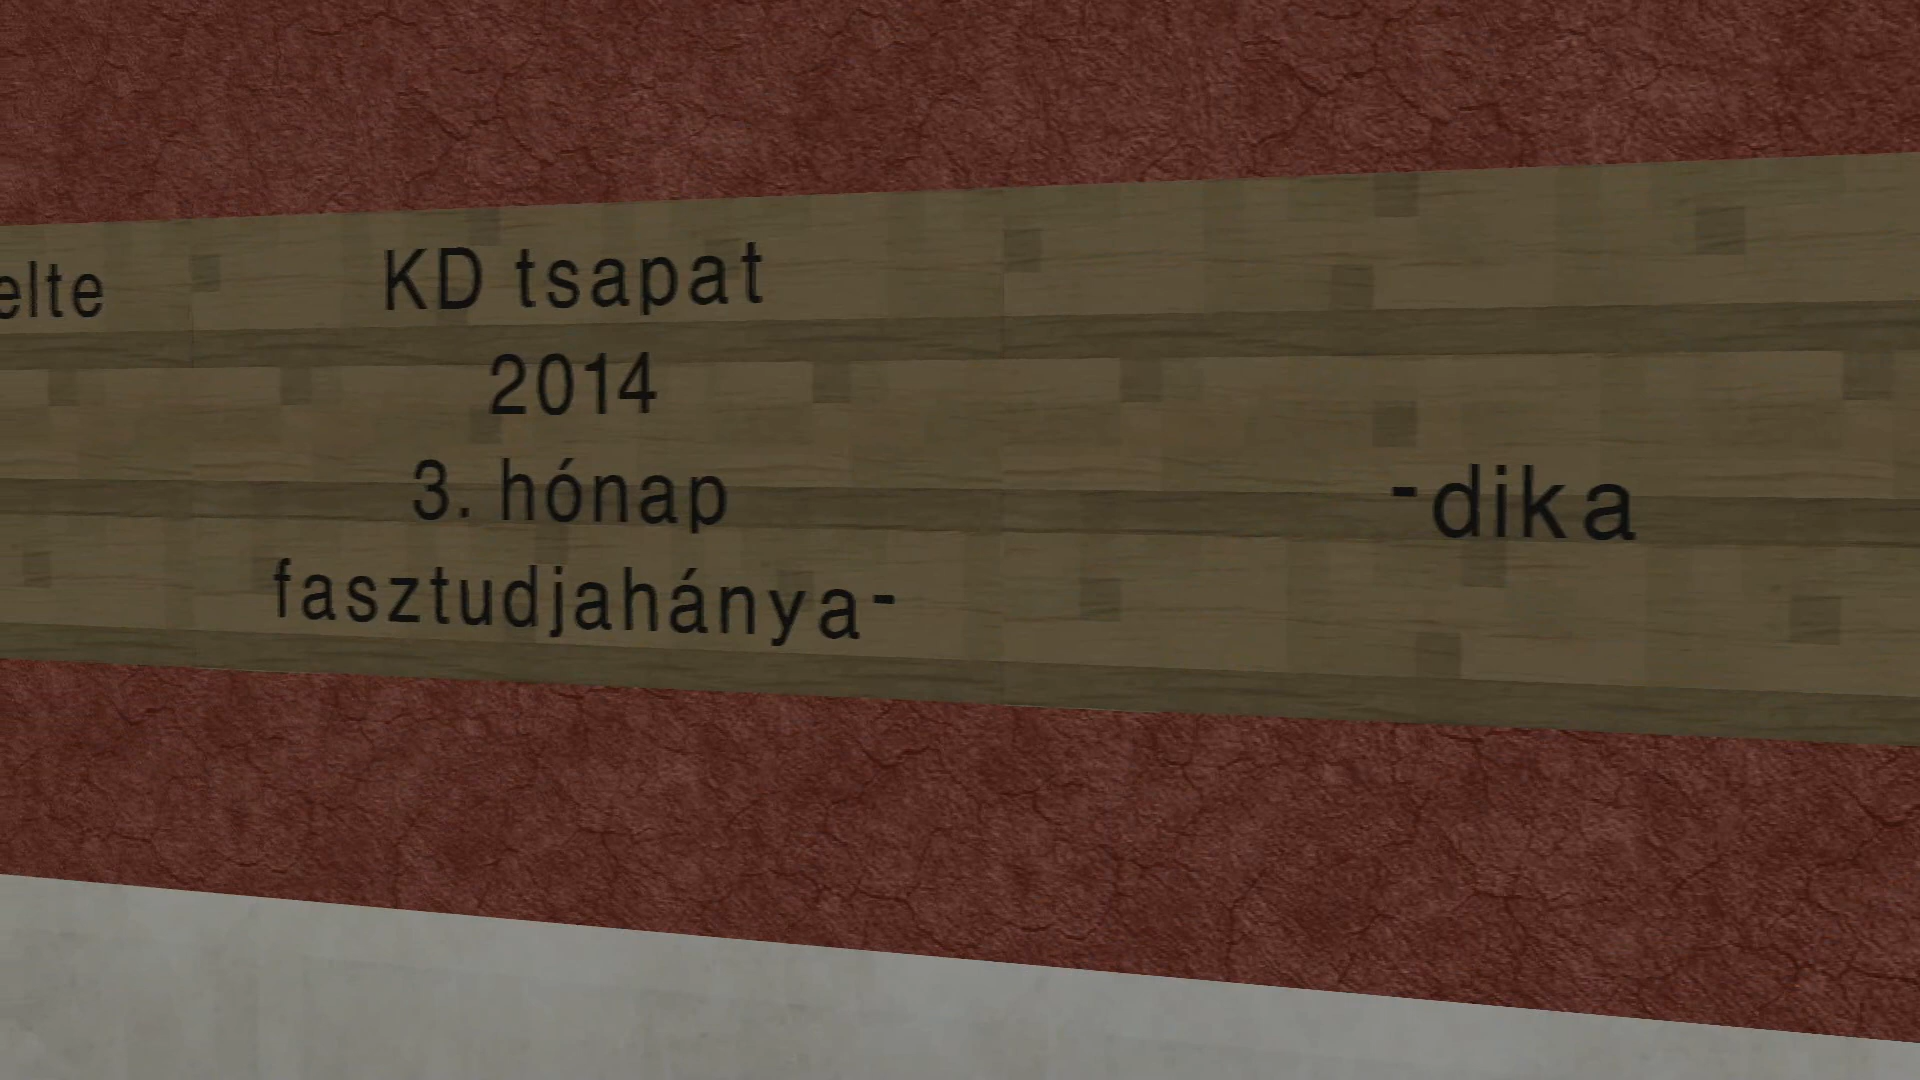 elte
KD tsapat
2014
3. hónap
fasztudjahánya-
-dika